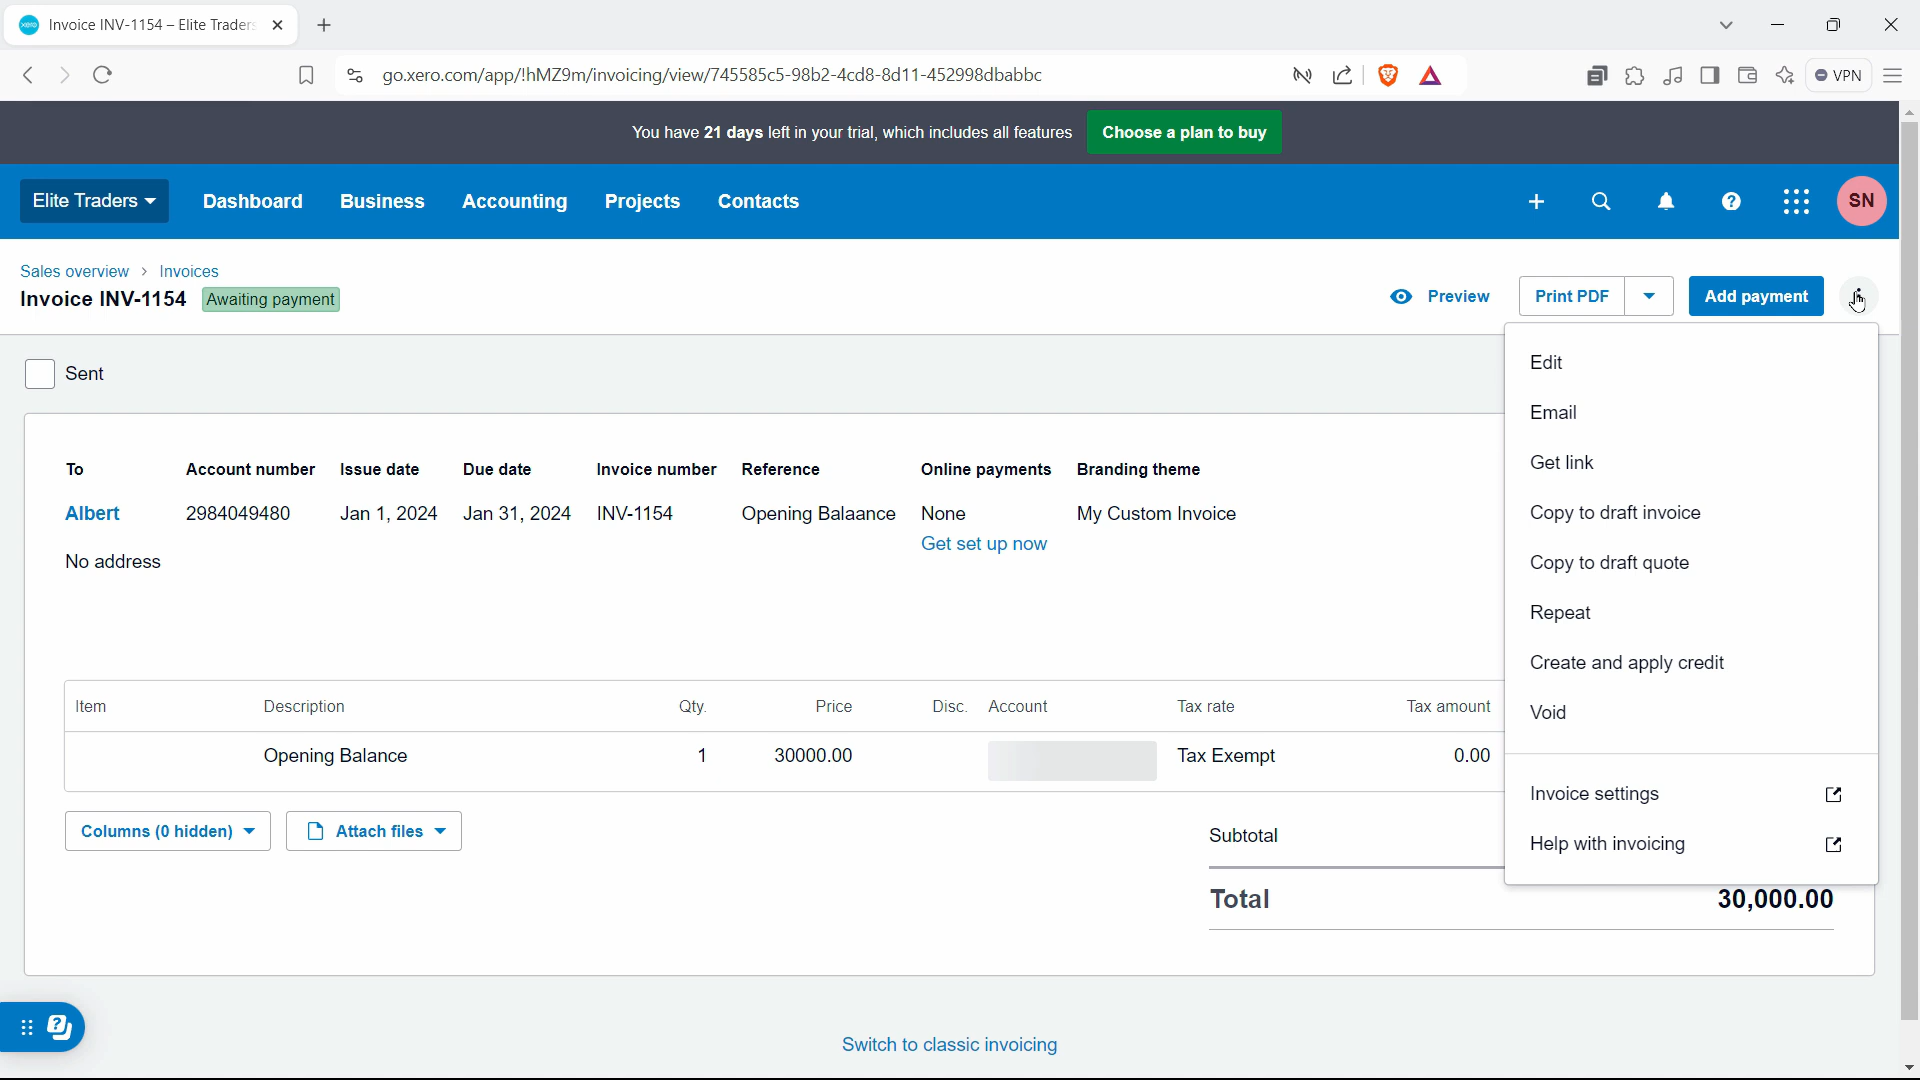 Invoice INV-1154 – Elite Traders
go.xero.com/app/!hMZ9m/invoicing/view/745585c5-98b2-4cd8-8d11-452998dbabbc
VPN
You have 21 days left in your trial, which includes all features Choose a plan to buy
Elite Traders Dashboard Business Accounting Projects Contacts SN
Sales overview > Invoices
Invoice INV-1154 Awaiting payment
Preview Print PDF Add payment
Sent
Edit
Email
Get link
Copy to draft invoice
Copy to draft quote
Repeat
Create and apply credit
Void
Invoice settings
Help with invoicing
To Account number Issue date Due date Invoice number Reference Online payments Branding theme
Albert 2984049480 Jan 1, 2024 Jan 31, 2024 INV-1154 Opening Balaance None My Custom Invoice
Get set up now
No address
Item Description Qty. Price Disc. Account Tax rate Tax amount
Opening Balance 1 30000.00 Tax Exempt 0.00
Columns (0 hidden) Attach files
Subtotal
Total 30,000.00
Switch to classic invoicing